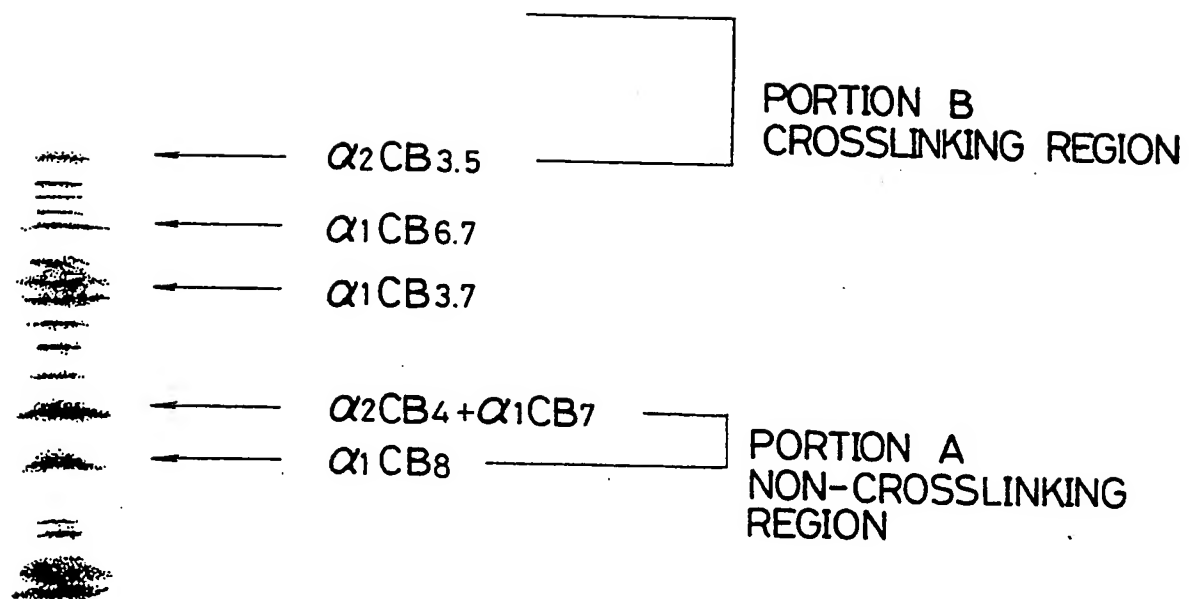 PORTION B
CROSSLINKING REGION
α2CB3.5
α1CB6.7
α1CB3.7
α2CB4+α1CB7
α1CB8
PORTION A
NON-CROSSLINKING
REGION